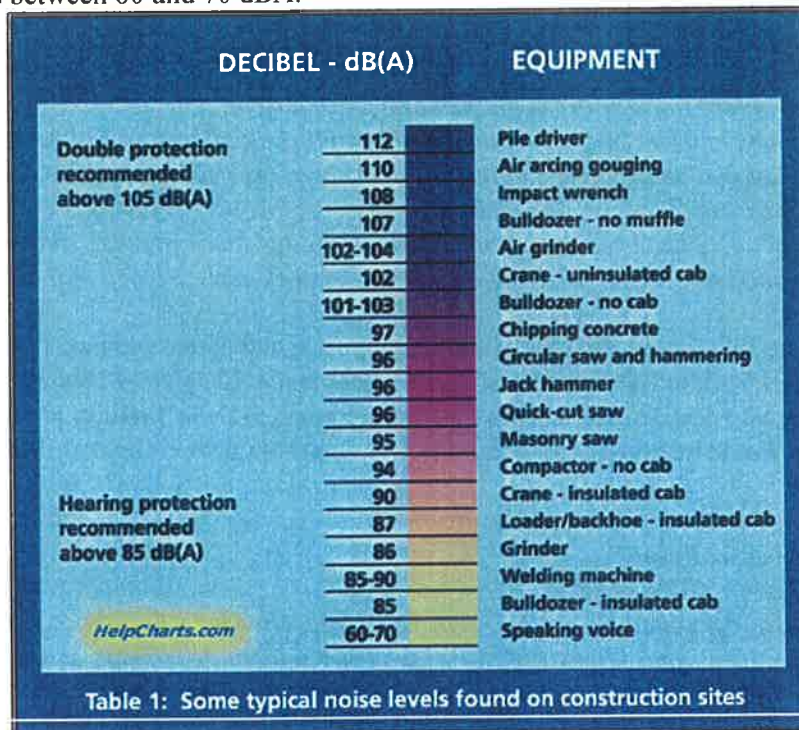 between 60 and 70 dBA.
DECIBEL - dB(A) EQUIPMENT
Double protection
recommended
above 105 dB(A)
112 Pile driver
110 Air arcing gouging
108 Impact wrench
107 Bulldozer - no muffle
102-104 Air grinder
102 Crane - uninsulated cab
101-103 Bulldozer - no cab
97 Chipping concrete
96 Circular saw and hammering
96 Jack hammer
96 Quick-cut saw
95 Masonry saw
94 Compactor - no cab
Hearing protection
recommended
above 85 dB(A)
90 Crane - insulated cab
87 Loader/backhoe - insulated cab
86 Grinder
85-90 Welding machine
85 Bulldozer - insulated cab
60-70 Speaking voice
HelpCharts.com
Table 1: Some typical noise levels found on construction sites